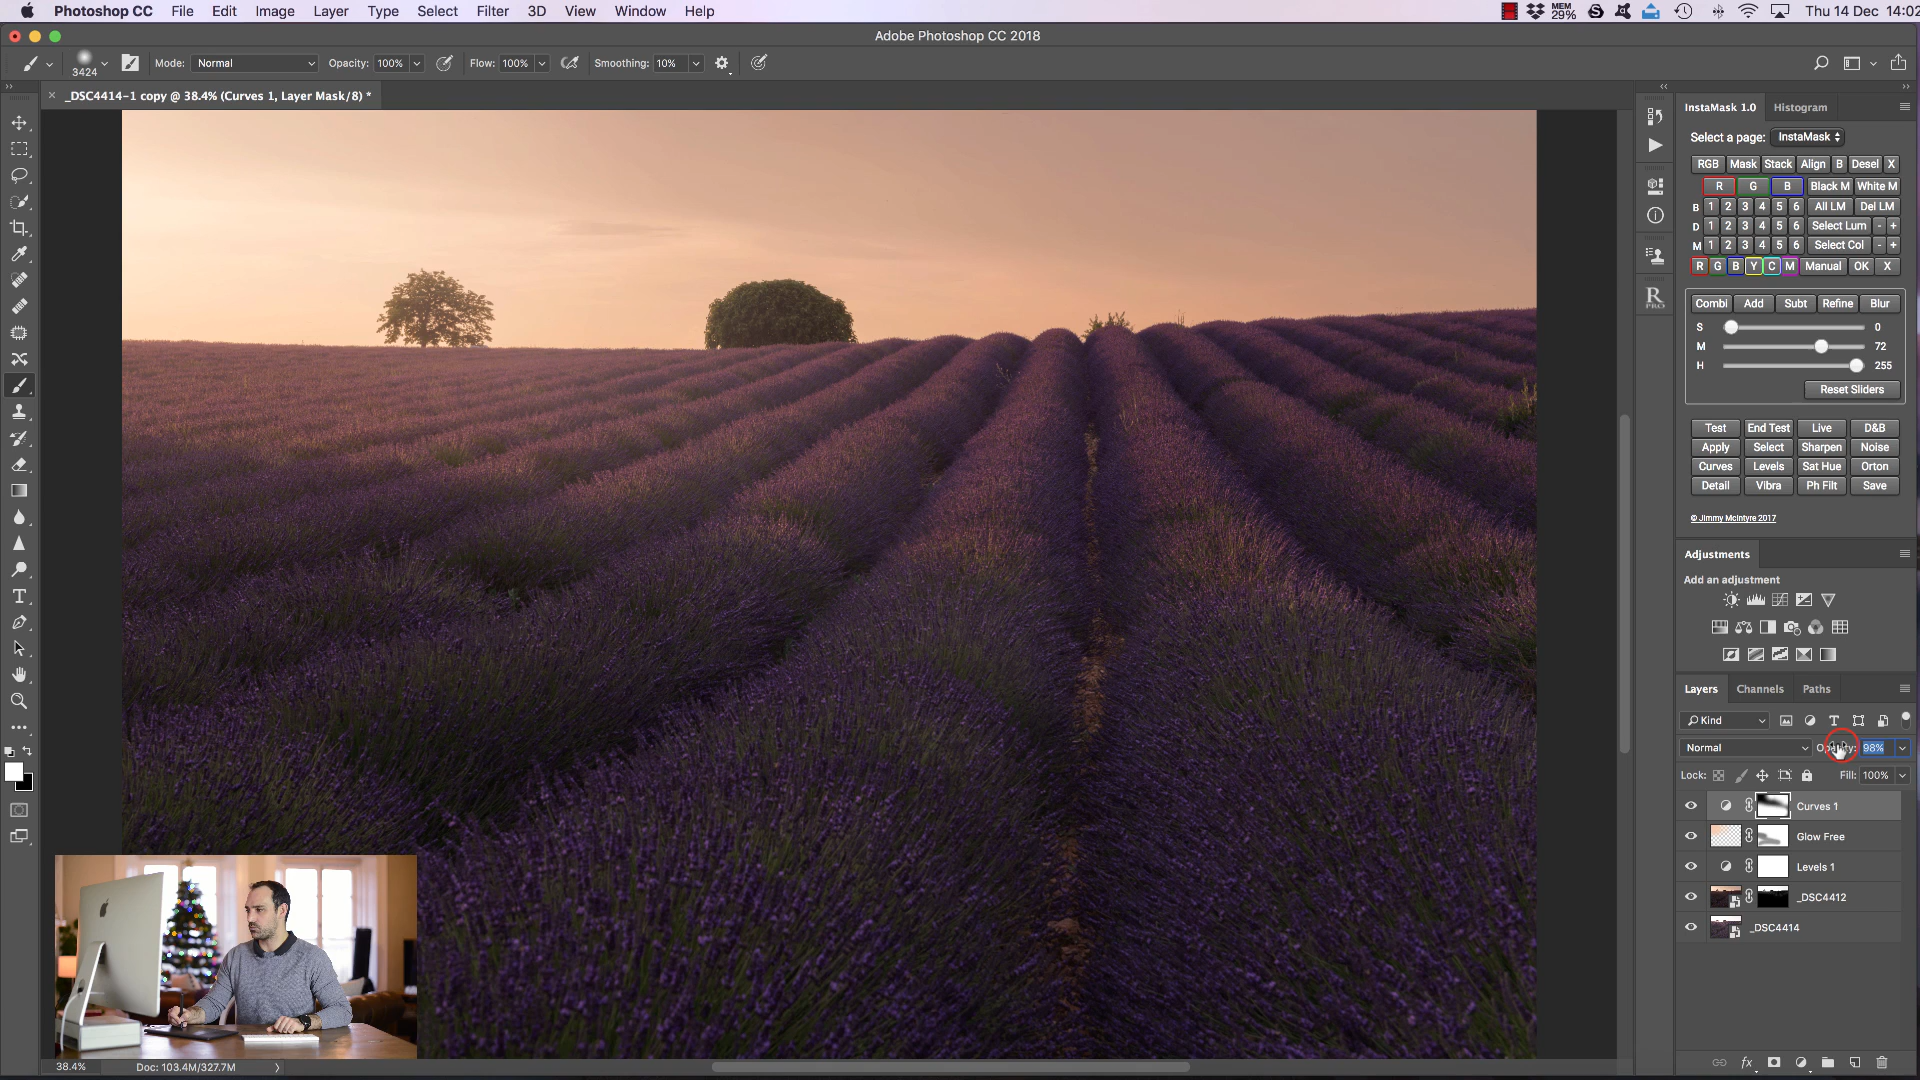 Photoshop CC File Edit Image Layer Type Select Filter 3D View Window Help MEM 29% Thu 14 Dec 14:02
Adobe Photoshop CC 2018
3424 Mode: Normal Opacity: 100% Flow: 100% Smoothing: 10%
_DSC4414-1 copy @ 38.4% (Curves 1, Layer Mask/8) *
InstaMask 1.0 Histogram
Select a page: InstaMask
RGB Mask Stack Align B Desel X
R G B Black M White M
B 1 2 3 4 5 6 All LM Del LM
D 1 2 3 4 5 6 Select Lum - +
M 1 2 3 4 5 6 Select Col - +
R G B Y C M Manual OK X
Combi Add Subt Refine Blur
S 0
M 72
H 255
Reset Sliders
Test End Test Live D&B
Apply Select Sharpen Noise
Curves Levels Sat Hue Orton
Detail Vibra Ph Filt Save
© Jimmy McIntyre 2017
R PRO
Adjustments
Add an adjustment
Layers Channels Paths
Kind
Normal Opacity: 98%
Lock: Fill: 100%
Curves 1
Glow Free
Levels 1
_DSC4412
_DSC4414
38.4% Doc: 103.4M/327.7M